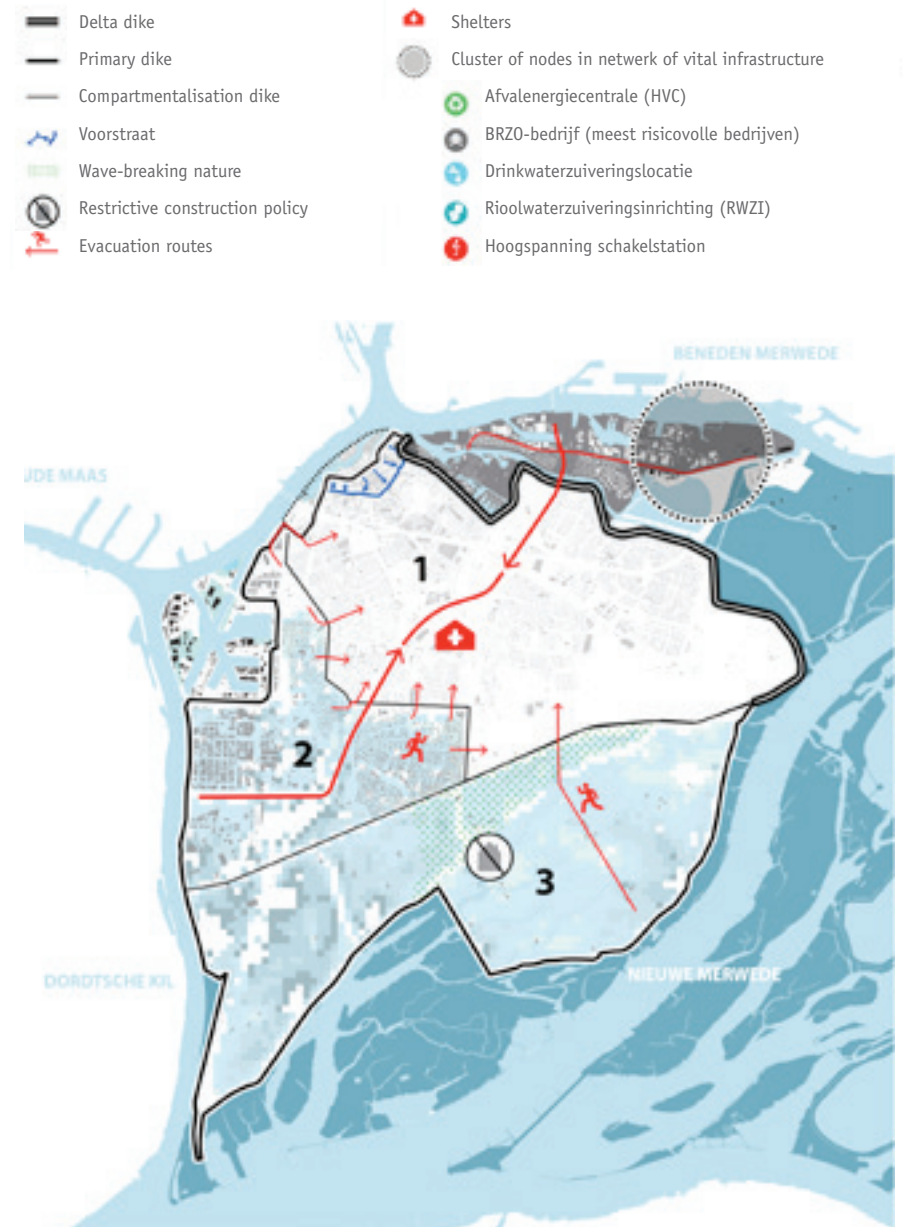 Delta dike
Primary dike
Compartmentalisation dike
Voorstraat
Wave-breaking nature
Restrictive construction policy
Evacuation routes
Shelters
Cluster of nodes in netwerk of vital infrastructure
Afvalenergiecentrale (HVC)
BRZO-bedrijf (meest risicovolle bedrijven)
Drinkwaterzuiveringslocatie
Rioolwaterzuiveringsinrichting (RWZI)
Hoogspanning schakelstation
BENEDEN MERWEDE
UDE MAAS
1
2
3
DORDTSCHE KIL
NIEUWE MERWEDE